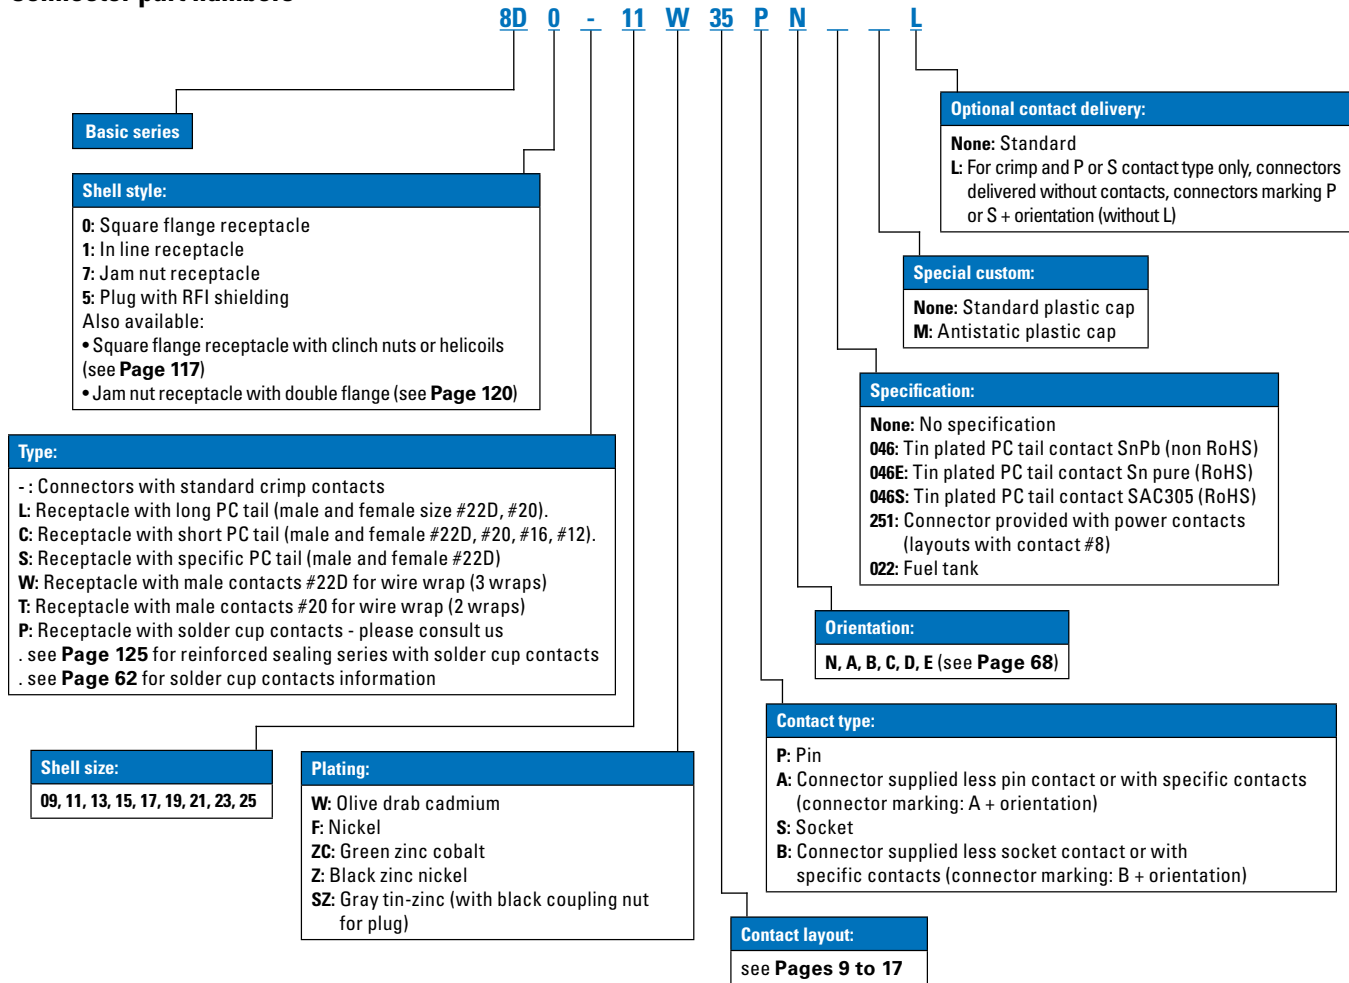 Connector part numbers
8D 0 - 11 W 35 P N _ _ L
Basic series
Shell style:
0: Square flange receptacle
1: In line receptacle
7: Jam nut receptacle
5: Plug with RFI shielding
Also available:
• Square flange receptacle with clinch nuts or helicoils
(see Page 117)
• Jam nut receptacle with double flange (see Page 120)
Type:
- : Connectors with standard crimp contacts
L: Receptacle with long PC tail (male and female size #22D, #20).
C: Receptacle with short PC tail (male and female #22D, #20, #16, #12).
S: Receptacle with specific PC tail (male and female #22D)
W: Receptacle with male contacts #22D for wire wrap (3 wraps)
T: Receptacle with male contacts #20 for wire wrap (2 wraps)
P: Receptacle with solder cup contacts - please consult us
. see Page 125 for reinforced sealing series with solder cup contacts
. see Page 62 for solder cup contacts information
Shell size:
09, 11, 13, 15, 17, 19, 21, 23, 25
Plating:
W: Olive drab cadmium
F: Nickel
ZC: Green zinc cobalt
Z: Black zinc nickel
SZ: Gray tin-zinc (with black coupling nut
for plug)
Optional contact delivery:
None: Standard
L: For crimp and P or S contact type only, connectors
delivered without contacts, connectors marking P
or S + orientation (without L)
Special custom:
None: Standard plastic cap
M: Antistatic plastic cap
Specification:
None: No specification
046: Tin plated PC tail contact SnPb (non RoHS)
046E: Tin plated PC tail contact Sn pure (RoHS)
046S: Tin plated PC tail contact SAC305 (RoHS)
251: Connector provided with power contacts
(layouts with contact #8)
022: Fuel tank
Orientation:
N, A, B, C, D, E (see Page 68)
Contact type:
P: Pin
A: Connector supplied less pin contact or with specific contacts
(connector marking: A + orientation)
S: Socket
B: Connector supplied less socket contact or with
specific contacts (connector marking: B + orientation)
Contact layout:
see Pages 9 to 17